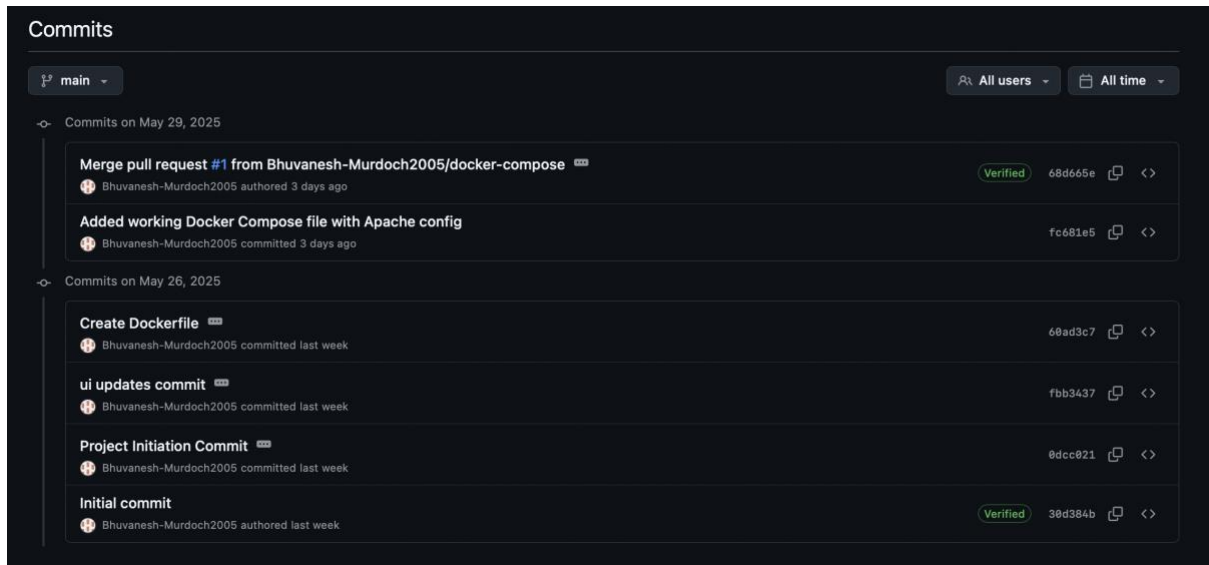 Commits
main
All users
All time
Commits on May 29, 2025
Merge pull request #1 from Bhuvanesh-Murdoch2005/docker-compose
Verified
68d665e
Bhuvanesh-Murdoch2005 authored 3 days ago
Added working Docker Compose file with Apache config
fc681e5
Bhuvanesh-Murdoch2005 committed 3 days ago
Commits on May 26, 2025
Create Dockerfile
60ad3c7
Bhuvanesh-Murdoch2005 committed last week
ui updates commit
fbb3437
Bhuvanesh-Murdoch2005 committed last week
Project Initiation Commit
0dcc021
Bhuvanesh-Murdoch2005 committed last week
Initial commit
Verified
30d384b
Bhuvanesh-Murdoch2005 authored last week